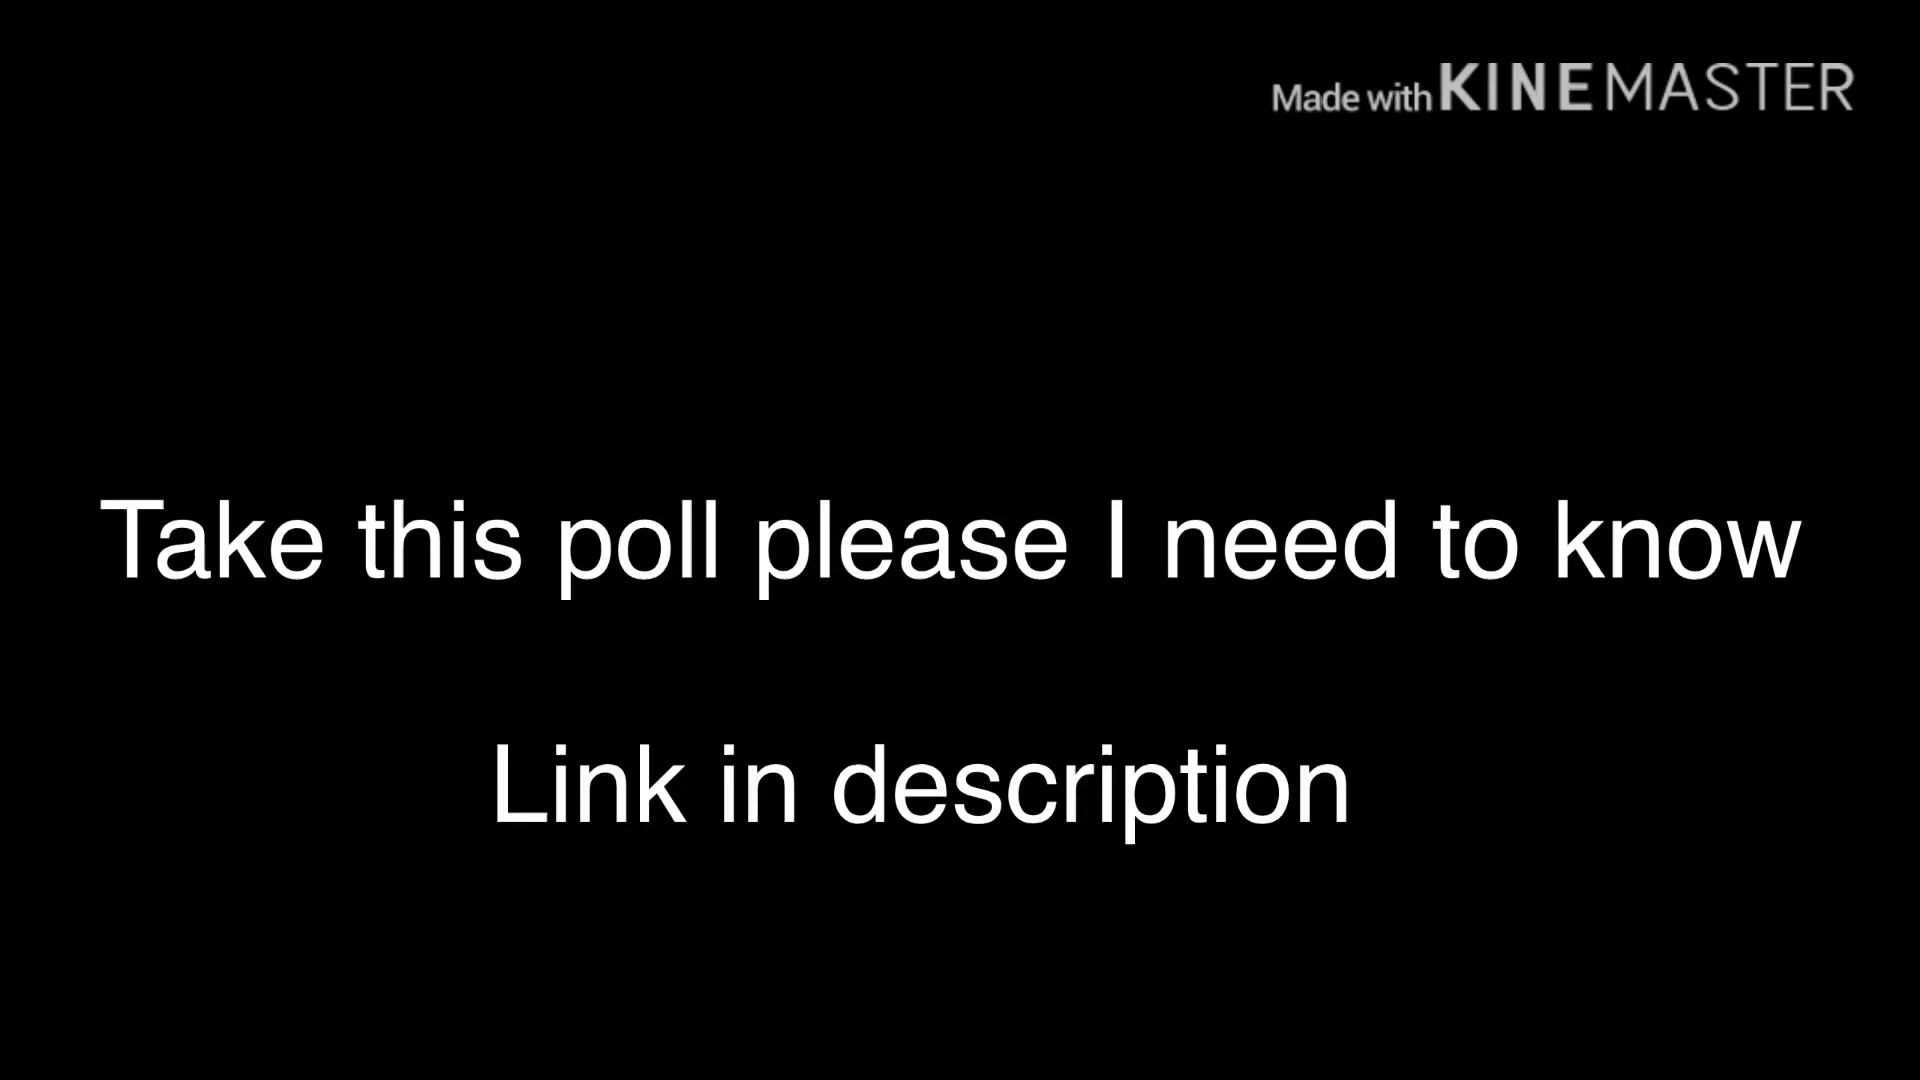 Made with KINEMASTER
Take this poll please I need to know
Link in description